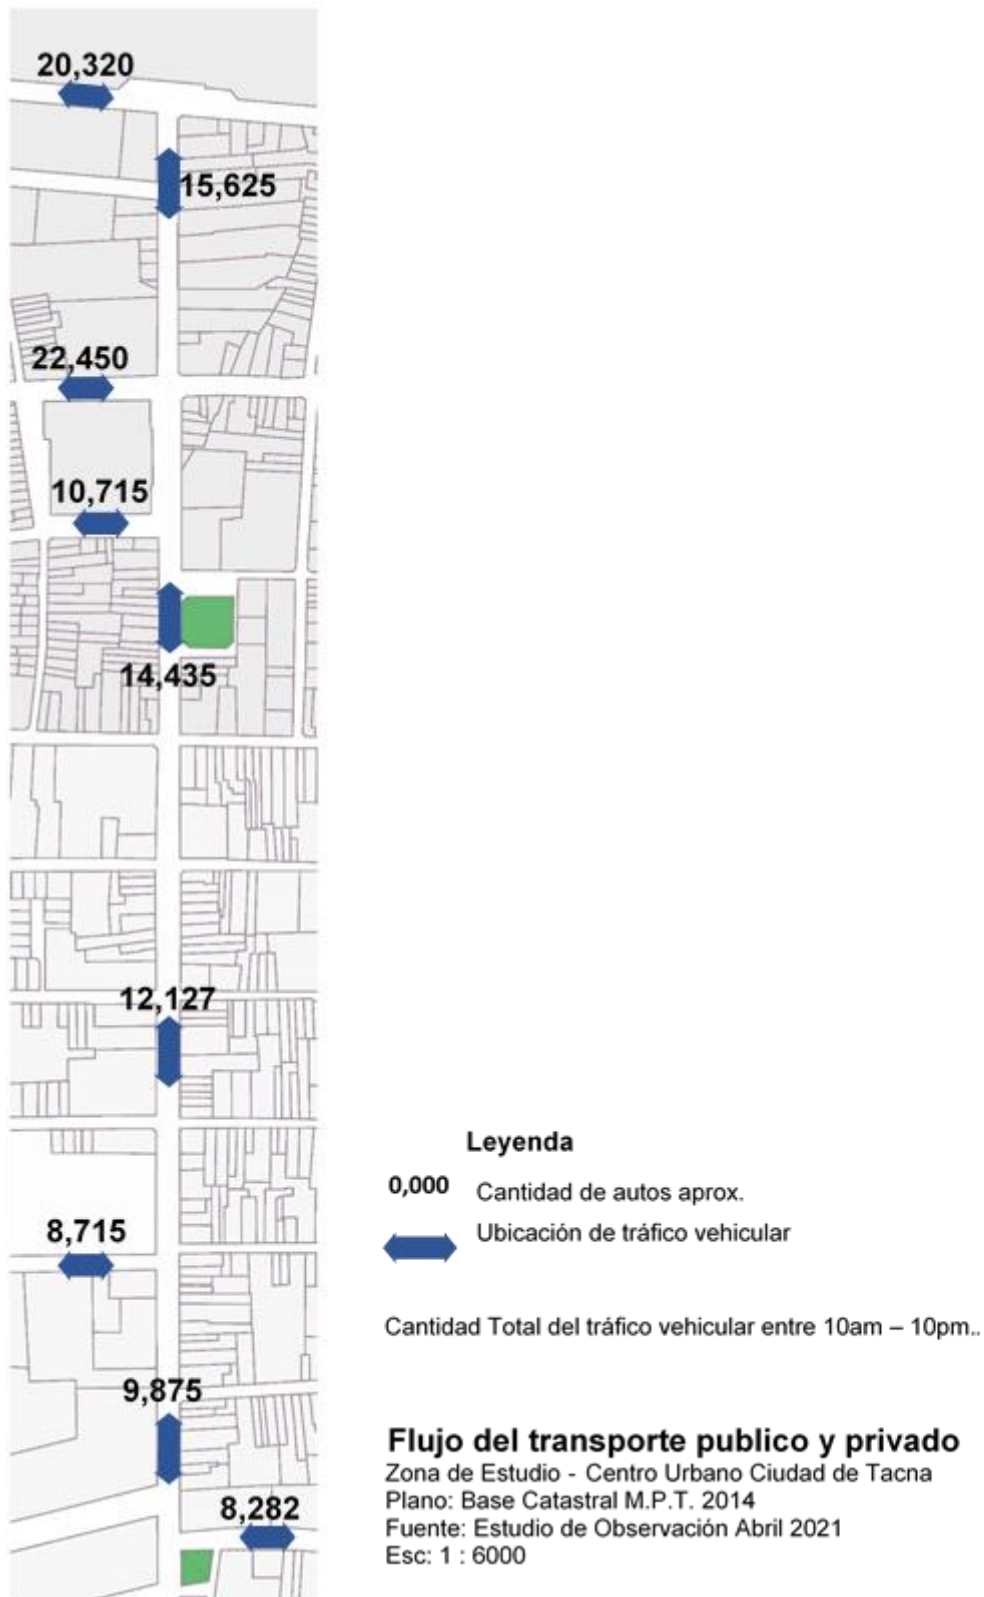 20,320
15,625
22,450
10,715
14,435
12,127
8,715
9,875
8,282
Leyenda
0,000 Cantidad de autos aprox.
Ubicación de tráfico vehicular
Cantidad Total del tráfico vehicular entre 10am – 10pm..
Flujo del transporte publico y privado
Zona de Estudio - Centro Urbano Ciudad de Tacna
Plano: Base Catastral M.P.T. 2014
Fuente: Estudio de Observación Abril 2021
Esc: 1 : 6000